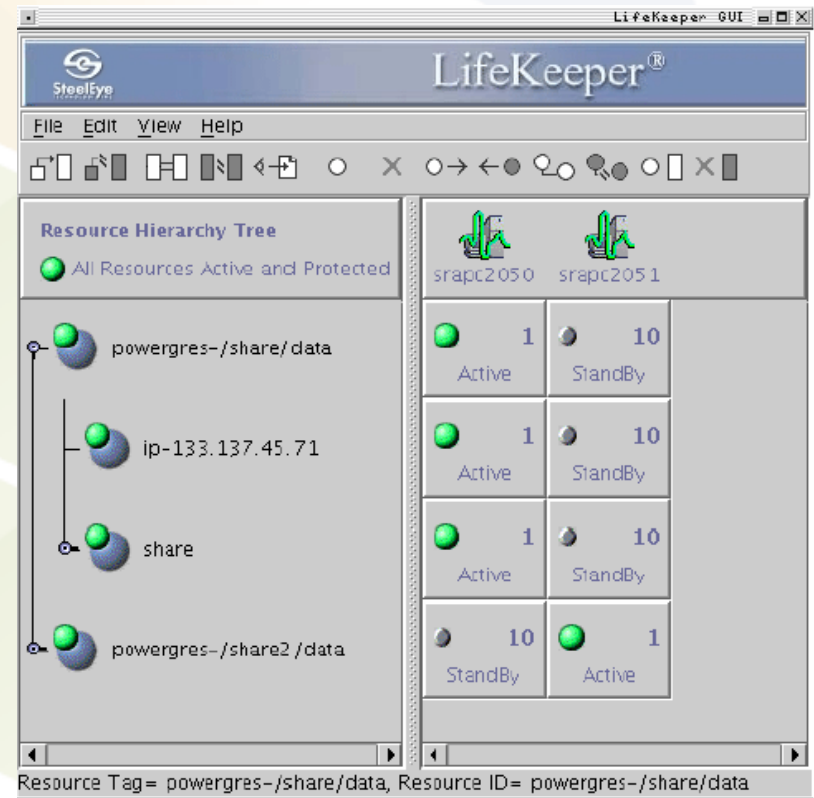 LifeKeeper GUI
SteelEye
LifeKeeper®
File Edit View Help
Resource Hierarchy Tree
All Resources Active and Protected
srapc2050 srapc2051
powergres-/share/data
1 10
Active StandBy
ip-133.137.45.71
1 10
Active StandBy
share
1 10
Active StandBy
powergres-/share2/data
10 1
StandBy Active
Resource Tag= powergres-/share/data, Resource ID= powergres-/share/data